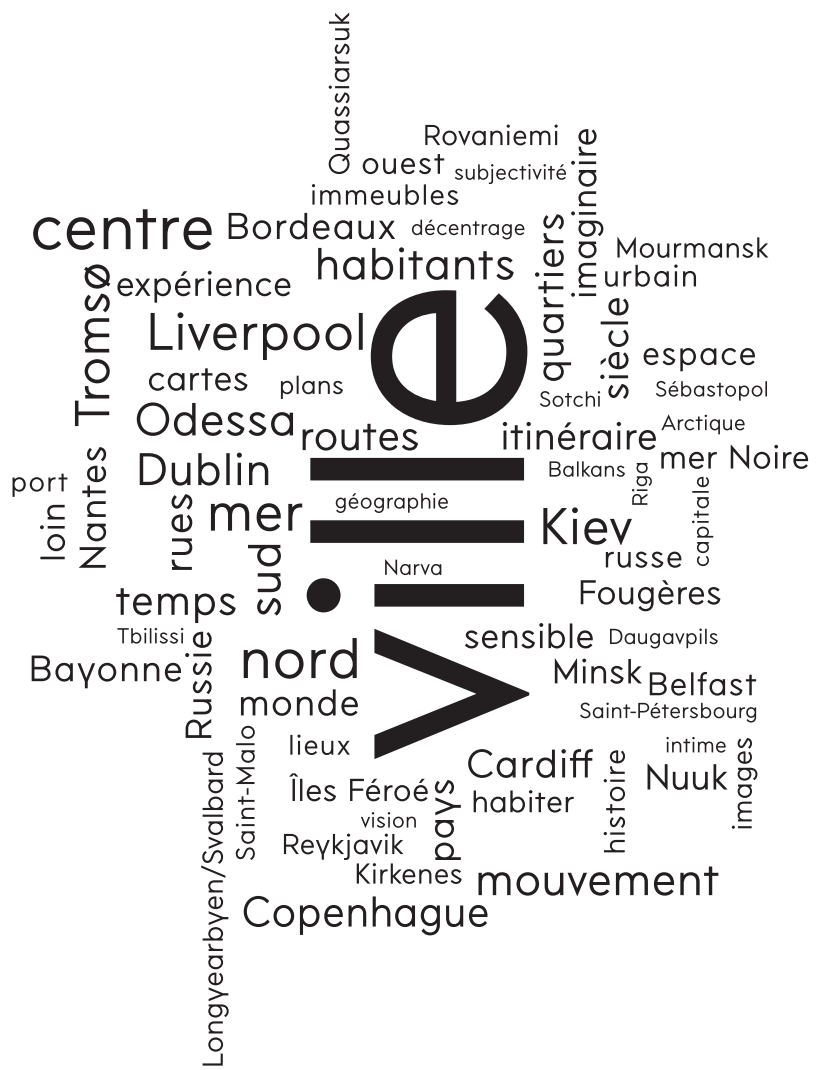 Quassiarsuk
Rovaniemi
ouest
subjectivité
imaginaire
immeubles
centre
Bordeaux
décentrage
quartiers
Mourmansk
habitants
urbain
Tromsø
expérience
ville
siècle
Liverpool
espace
cartes
plans
Sotchi
Sébastopol
Odessa
routes
itinéraire
Arctique
Nantes
Dublin
Balkans
Riga
mer Noire
port
loin
rues
mer
géographie
Kiev
capitale
sud
russe
Narva
temps
Fougères
Tbilissi
Russie
sensible
Daugavpils
Bayonne
nord
Minsk
Belfast
monde
Saint-Pétersbourg
Saint-Malo
lieux
intime
images
Longyearbyen/Svalbard
Cardiff
histoire
Nuuk
Îles Féroé
pays
habiter
vision
Reykjavik
Kirkenes
mouvement
Copenhague